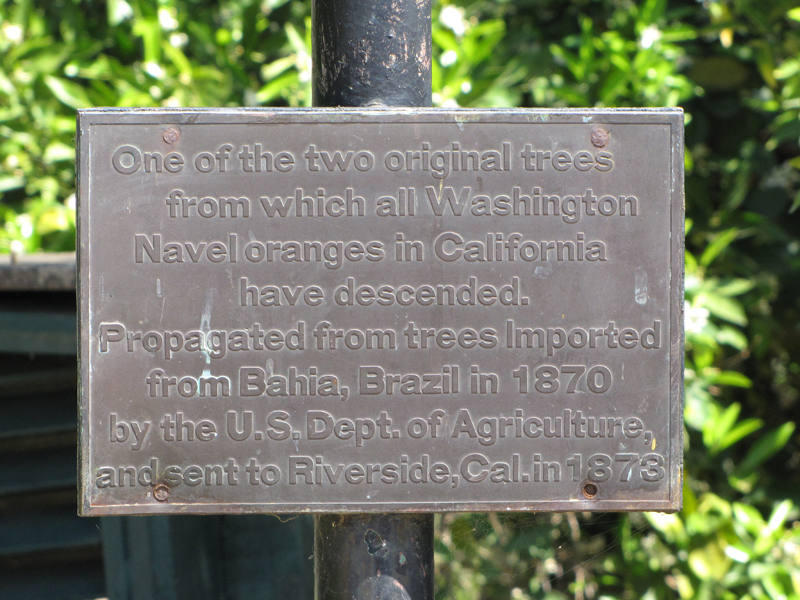 One of the two original trees
from which all Washington
Navel oranges in California
have descended.
Propagated from trees Imported
from Bahia, Brazil in 1870
by the U.S. Dept. of Agriculture,
and sent to Riverside, Cal. in 1873